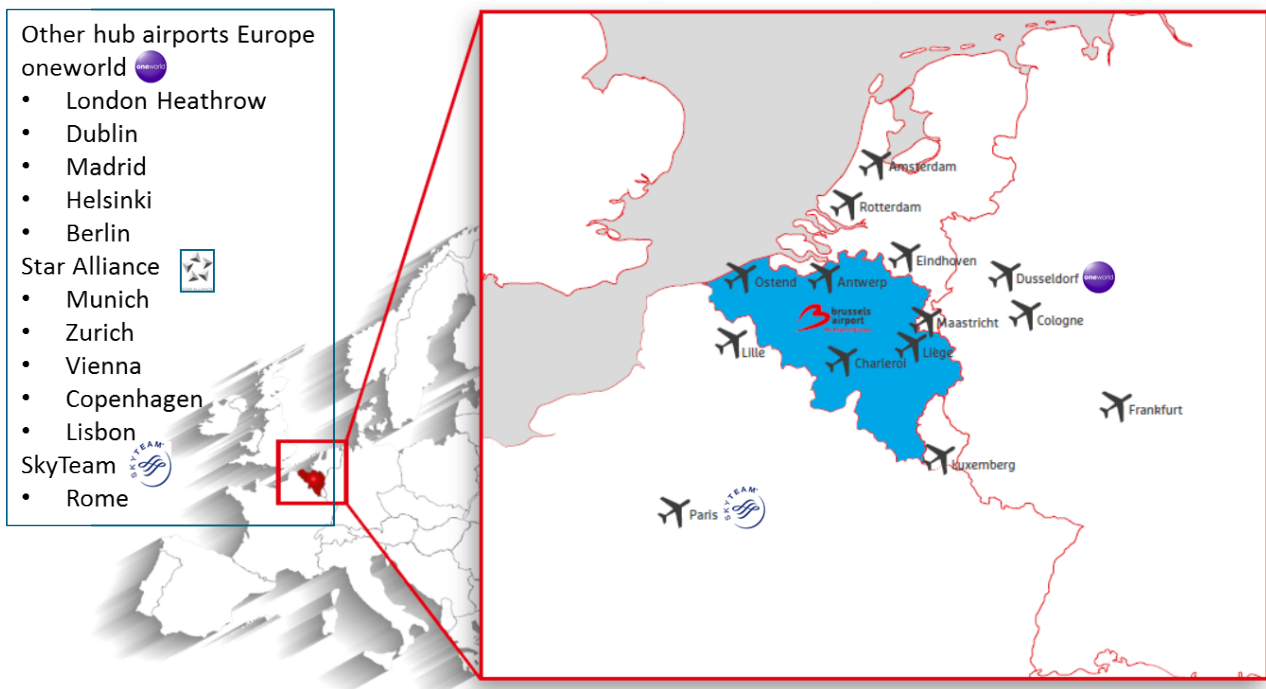 Other hub airports Europe
oneworld oneworld
• London Heathrow
• Dublin
• Madrid
• Helsinki
• Berlin
Star Alliance
• Munich
• Zurich
• Vienna
• Copenhagen
• Lisbon
SkyTeam SKYTEAM
• Rome
Amsterdam
Rotterdam
Eindhoven
Ostend
Antwerp
Dusseldorf oneworld
brussels
airport
Maastricht
Cologne
Lille
Charleroi
Liège
Frankfurt
Luxemberg
Paris SKYTEAM